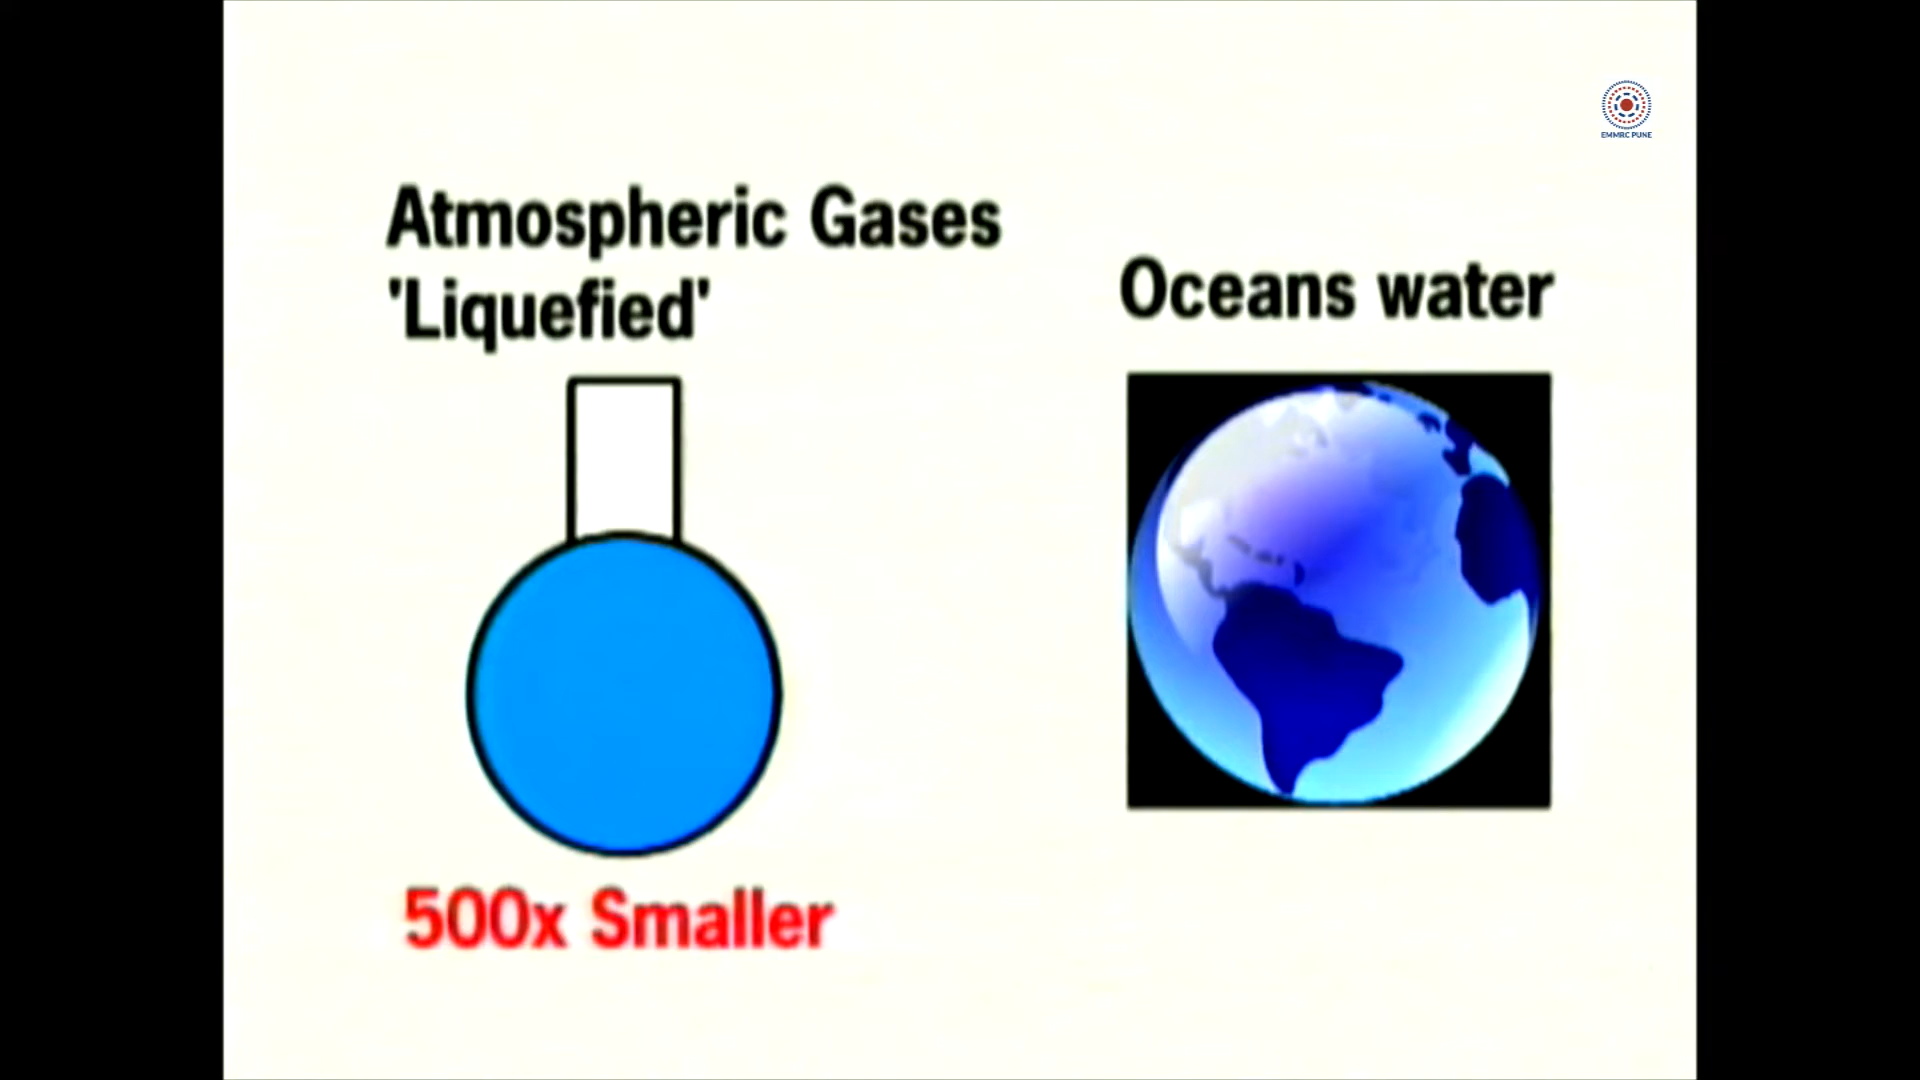 EMMRC PUNE
Atmospheric Gases
'Liquefied'
Oceans water
500x Smaller